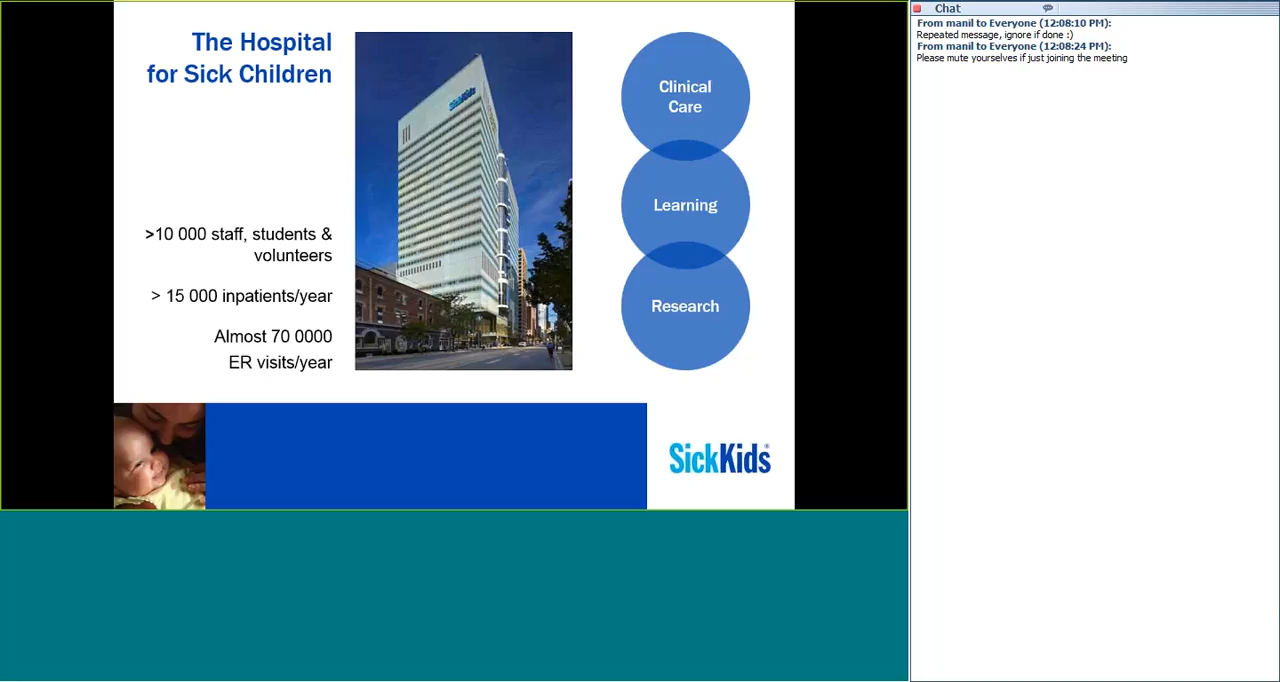 The Hospital
for Sick Children
>10 000 staff, students &
volunteers
> 15 000 inpatients/year
Almost 70 0000
ER visits/year
SickKids
Clinical
Care
Learning
Research
SickKids®
Chat
From manil to Everyone (12:08:10 PM):
Repeated message, ignore if done :)
From manil to Everyone (12:08:24 PM):
Please mute yourselves if just joining the meeting